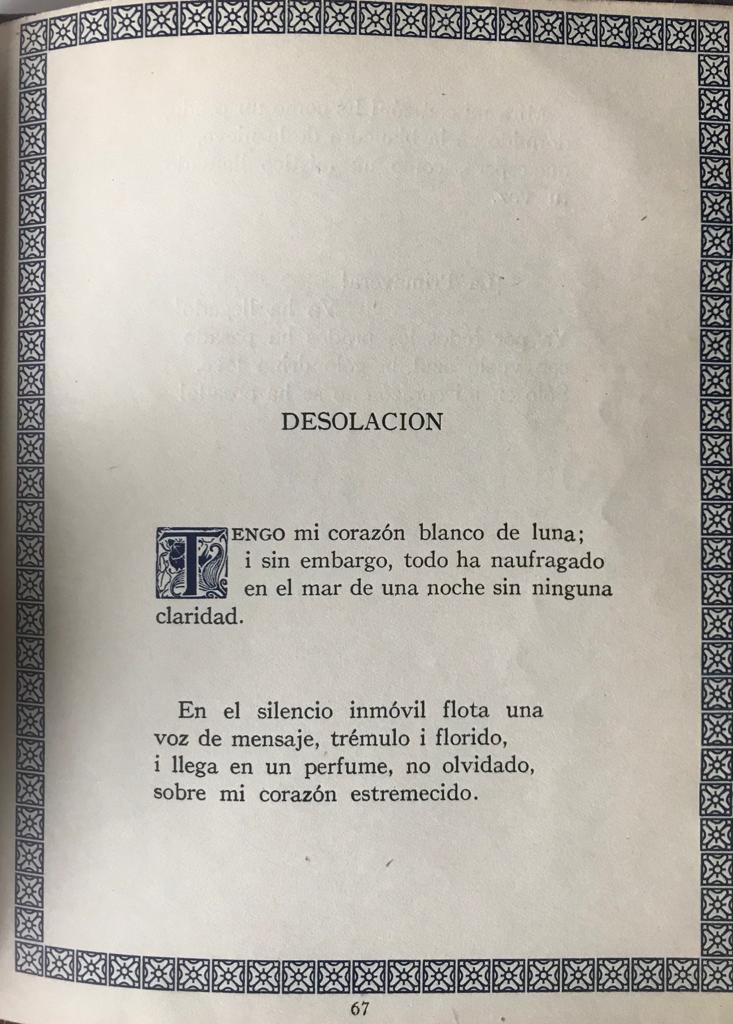 DESOLACION
TENGO mi corazón blanco de luna;
i sin embargo, todo ha naufragado
en el mar de una noche sin ninguna
claridad.
En el silencio inmóvil flota una
voz de mensaje, trémulo i florido,
i llega en un perfume, no olvidado,
sobre mi corazón estremecido.
67